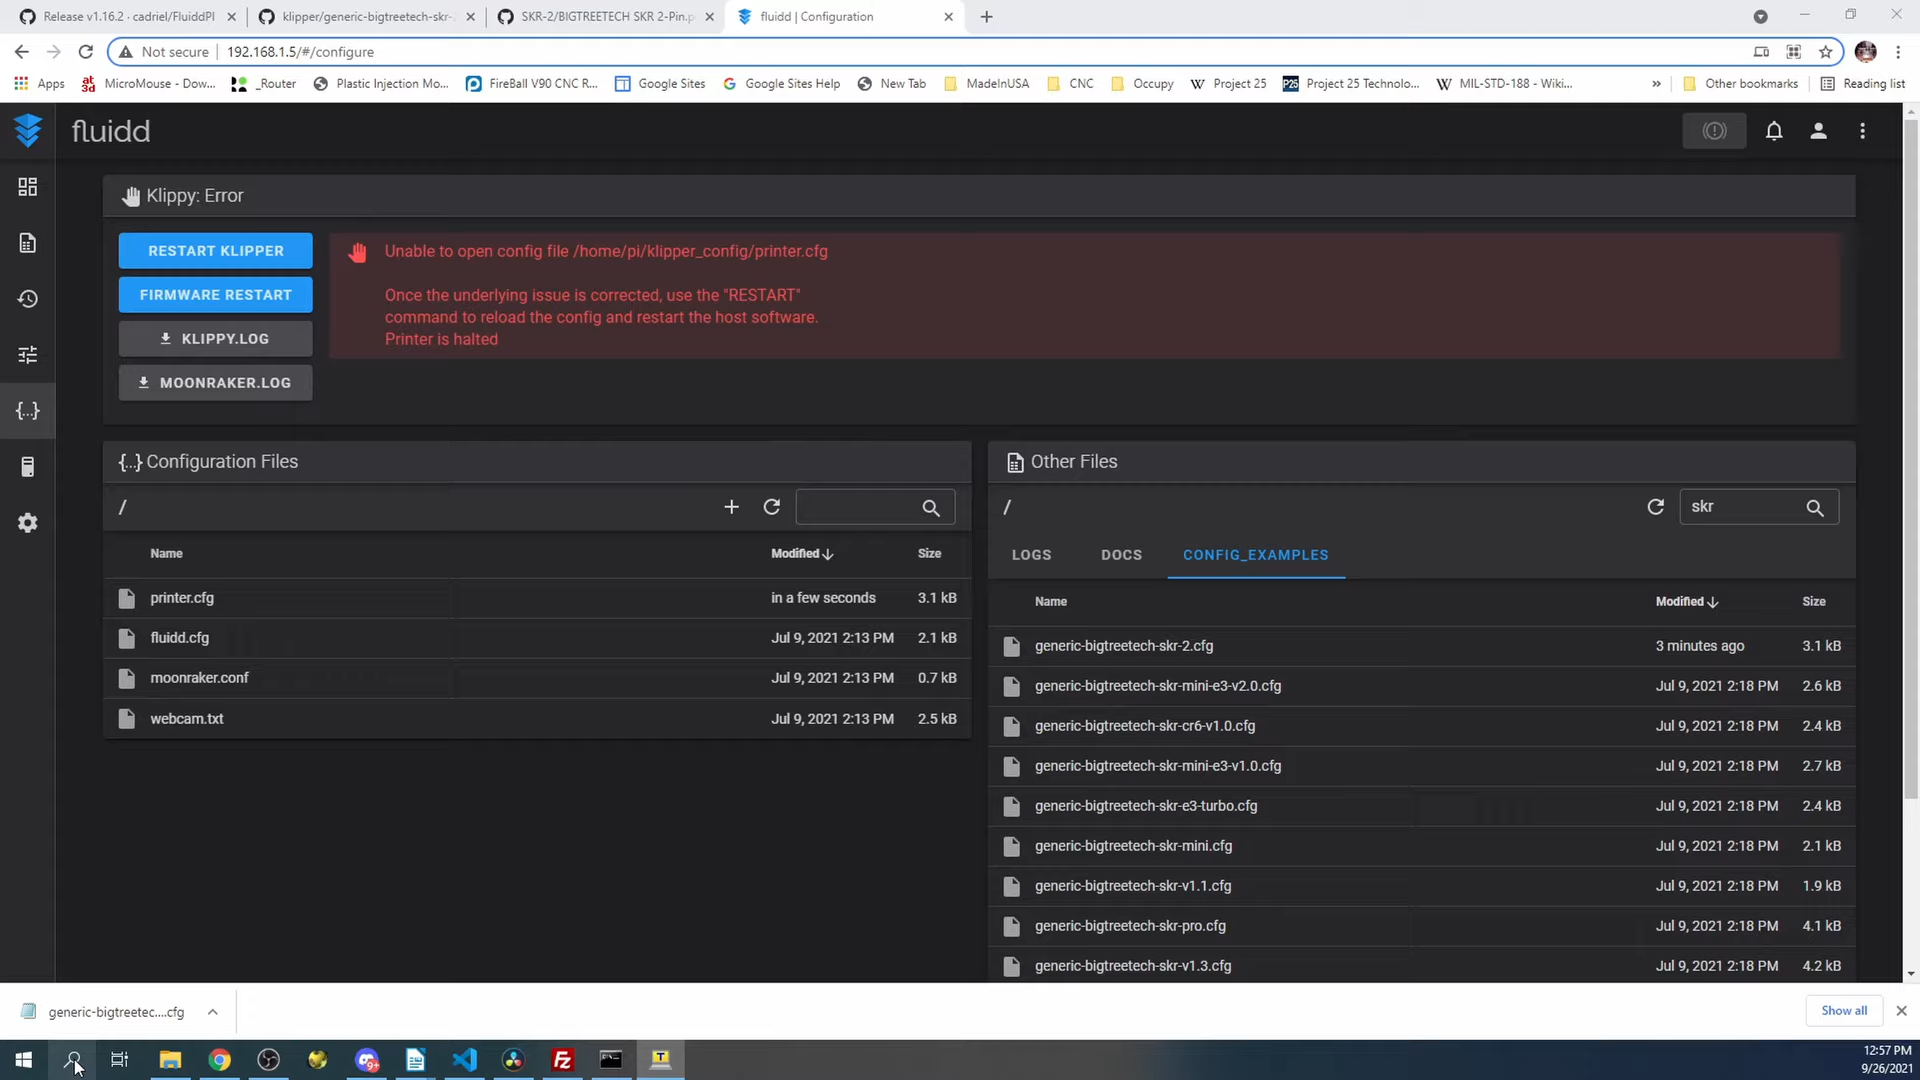 Release v1.16.2 · cadriel/FluiddPI
klipper/generic-bigtreetech-skr-
SKR-2/BIGTREETECH SKR 2-Pin.p
fluidd | Configuration
Not secure
192.168.1.5/#/configure
Apps
at3d
MicroMouse - Dow...
_Router
Plastic Injection Mo...
FireBall V90 CNC R...
Google Sites
Google Sites Help
New Tab
MadeInUSA
CNC
Occupy
Project 25
P25
Project 25 Technolo...
MIL-STD-188 - Wiki...
»
Other bookmarks
Reading list
fluidd
Klippy: Error
RESTART KLIPPER
FIRMWARE RESTART
KLIPPY.LOG
MOONRAKER.LOG
Unable to open config file /home/pi/klipper_config/printer.cfg
Once the underlying issue is corrected, use the "RESTART"
command to reload the config and restart the host software.
Printer is halted
{...} Configuration Files
/
Name Modified Size
printer.cfg in a few seconds 3.1 kB
fluidd.cfg Jul 9, 2021 2:13 PM 2.1 kB
moonraker.conf Jul 9, 2021 2:13 PM 0.7 kB
webcam.txt Jul 9, 2021 2:13 PM 2.5 kB
Other Files
/
skr
LOGS DOCS CONFIG_EXAMPLES
Name Modified Size
generic-bigtreetech-skr-2.cfg 3 minutes ago 3.1 kB
generic-bigtreetech-skr-mini-e3-v2.0.cfg Jul 9, 2021 2:18 PM 2.6 kB
generic-bigtreetech-skr-cr6-v1.0.cfg Jul 9, 2021 2:18 PM 2.4 kB
generic-bigtreetech-skr-mini-e3-v1.0.cfg Jul 9, 2021 2:18 PM 2.7 kB
generic-bigtreetech-skr-e3-turbo.cfg Jul 9, 2021 2:18 PM 2.4 kB
generic-bigtreetech-skr-mini.cfg Jul 9, 2021 2:18 PM 2.1 kB
generic-bigtreetech-skr-v1.1.cfg Jul 9, 2021 2:18 PM 1.9 kB
generic-bigtreetech-skr-pro.cfg Jul 9, 2021 2:18 PM 4.1 kB
generic-bigtreetech-skr-v1.3.cfg Jul 9, 2021 2:18 PM 4.2 kB
generic-bigtreetec....cfg
Show all
12:57 PM
9/26/2021